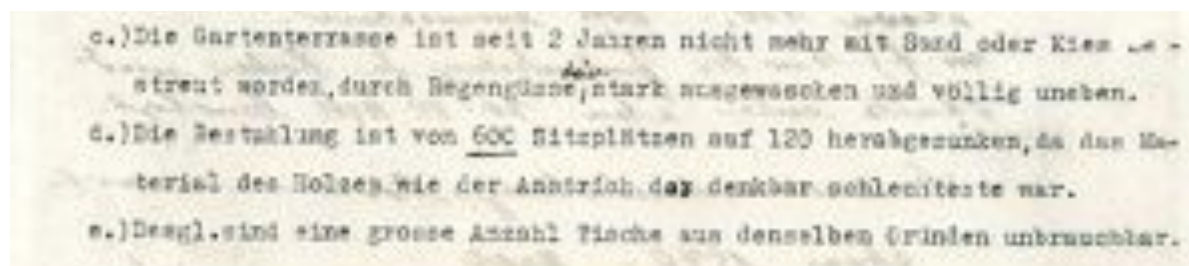 c.)Die Gartenterrasse ist seit 2 Jahren nicht mehr mit Sand oder Kies be-
streut worden,durch Regengüsse, stark ausgewaschen und völlig uneben.
d.)Die Bestuhlung ist von 600 Sitzplätzen auf 120 herabgesunken,da das Ma-
terial des Holzes wie der Anstrich das denkbar schlechteste war.
e.)Desgl.sind eine grosse Anzahl Tische aus denselben Gründen unbrauchbar.